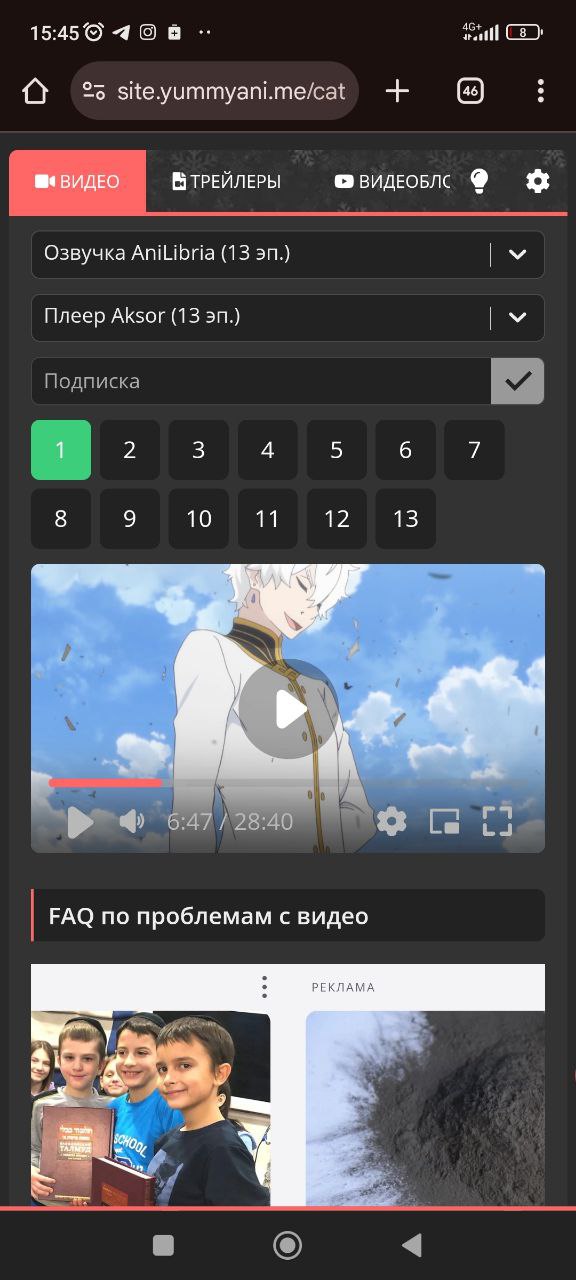 15:45
4G+
8
site.yummyani.me/cat
46
ВИДЕО
ТРЕЙЛЕРЫ
ВИДЕОБЛО
Озвучка AniLibria (13 эп.)
Плеер Aksor (13 эп.)
Подписка
1 2 3 4 5 6 7
8 9 10 11 12 13
6:47 / 28:40
FAQ по проблемам с видео
РЕКЛАМА
SCHOOL
ТАЛМУД